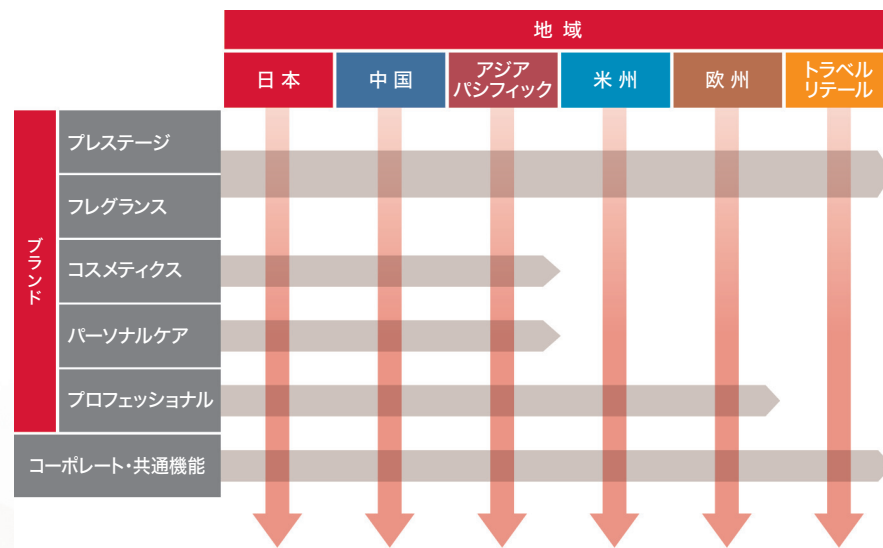 地域
日本
中国
アジア
パシフィック
米州
欧州
トラベル
リテール
ブランド
プレステージ
フレグランス
コスメティクス
パーソナルケア
プロフェッショナル
コーポレート・共通機能